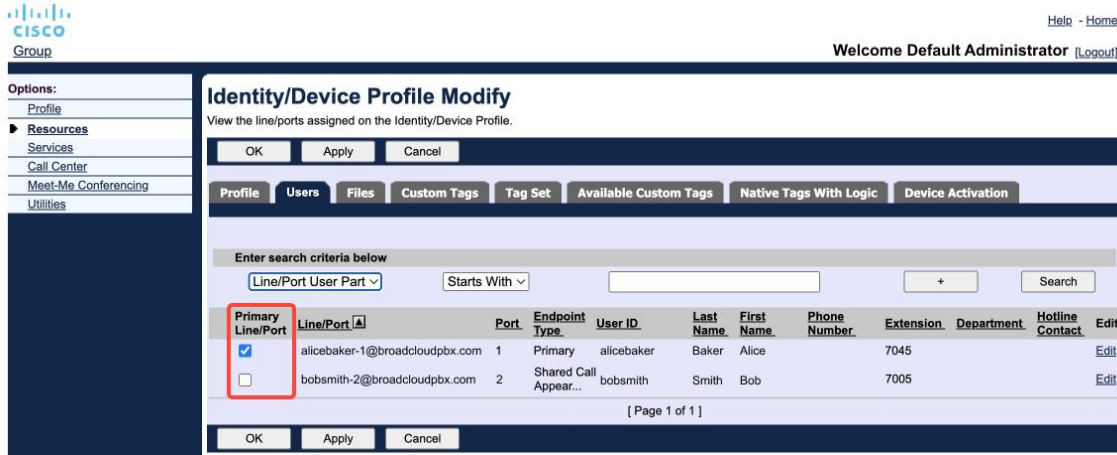 CISCO
Help - Home
Group
Welcome Default Administrator [Logout]
Options:
Profile
Resources
Services
Call Center
Meet-Me Conferencing
Utilities
Identity/Device Profile Modify
View the line/ports assigned on the Identity/Device Profile.
OK Apply Cancel
Profile Users Files Custom Tags Tag Set Available Custom Tags Native Tags With Logic Device Activation
Enter search criteria below
Line/Port User Part Starts With + Search
Primary Line/Port Line/Port Port Endpoint Type User ID Last Name First Name Phone Number Extension Department Hotline Contact Edit
alicebaker-1@broadcloudpbx.com 1 Primary alicebaker Baker Alice 7045 Edit
bobsmith-2@broadcloudpbx.com 2 Shared Call Appear... bobsmith Smith Bob 7005 Edit
[ Page 1 of 1 ]
OK Apply Cancel